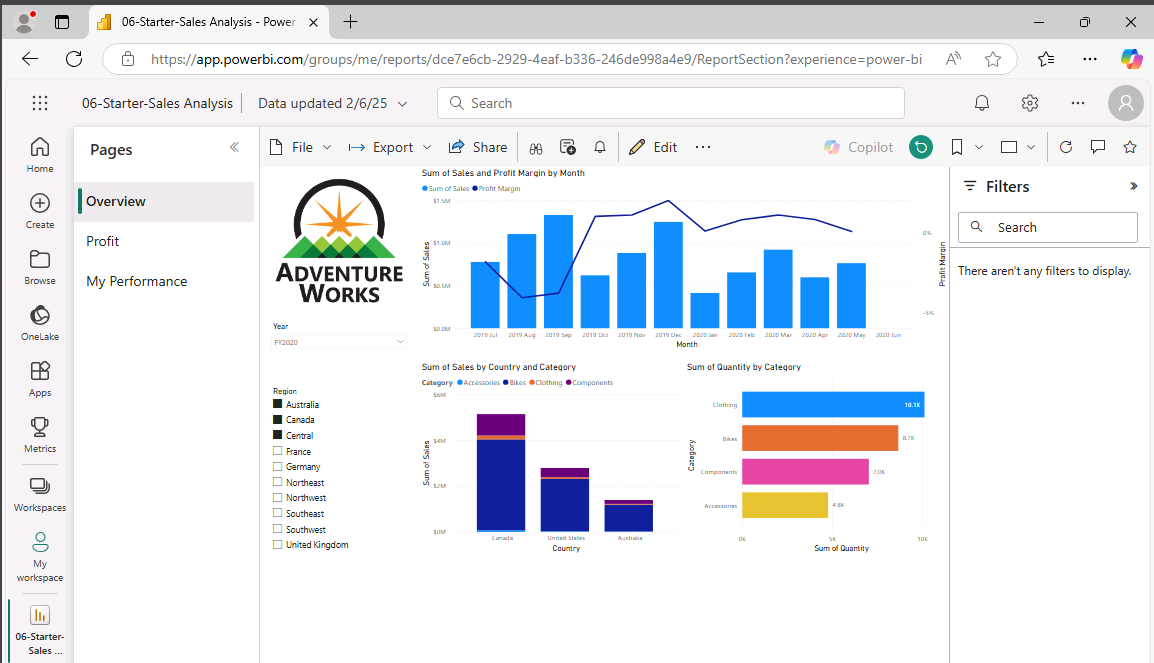 06-Starter-Sales Analysis - Power
https://app.powerbi.com/groups/me/reports/dce7e6cb-2929-4eaf-b336-246de998a4e9/ReportSection?experience=power-bi
06-Starter-Sales Analysis
Data updated 2/6/25
Search
Home
Create
Browse
OneLake
Apps
Metrics
Workspaces
My
workspace
06-Starter-
Sales ...
Pages
Overview
Profit
My Performance
File
Export
Share
Edit
Copilot
ADVENTURE
WORKS
Year
FY2020
Region
Australia
Canada
Central
France
Germany
Northeast
Northwest
Southeast
Southwest
United Kingdom
Sum of Sales and Profit Margin by Month
Sum of Sales Profit Margin
$1.5M
$1.0M
$0.5M
$0.0M
Sum of Sales
0%
-5%
Profit Margin
2019 Jul 2019 Aug 2019 Sep 2019 Oct 2019 Nov 2019 Dec 2020 Jan 2020 Feb 2020 Mar 2020 Apr 2020 May 2020 Jun
Month
Sum of Sales by Country and Category
Category Accessories Bikes Clothing Components
$6M
$4M
$2M
$0M
Sum of Sales
Canada United States Australia
Country
Sum of Quantity by Category
Category
Clothing 10.1K
Bikes 8.7K
Components 7.0K
Accessories 4.8K
0K 5K 10K
Sum of Quantity
Filters
Search
There aren't any filters to display.